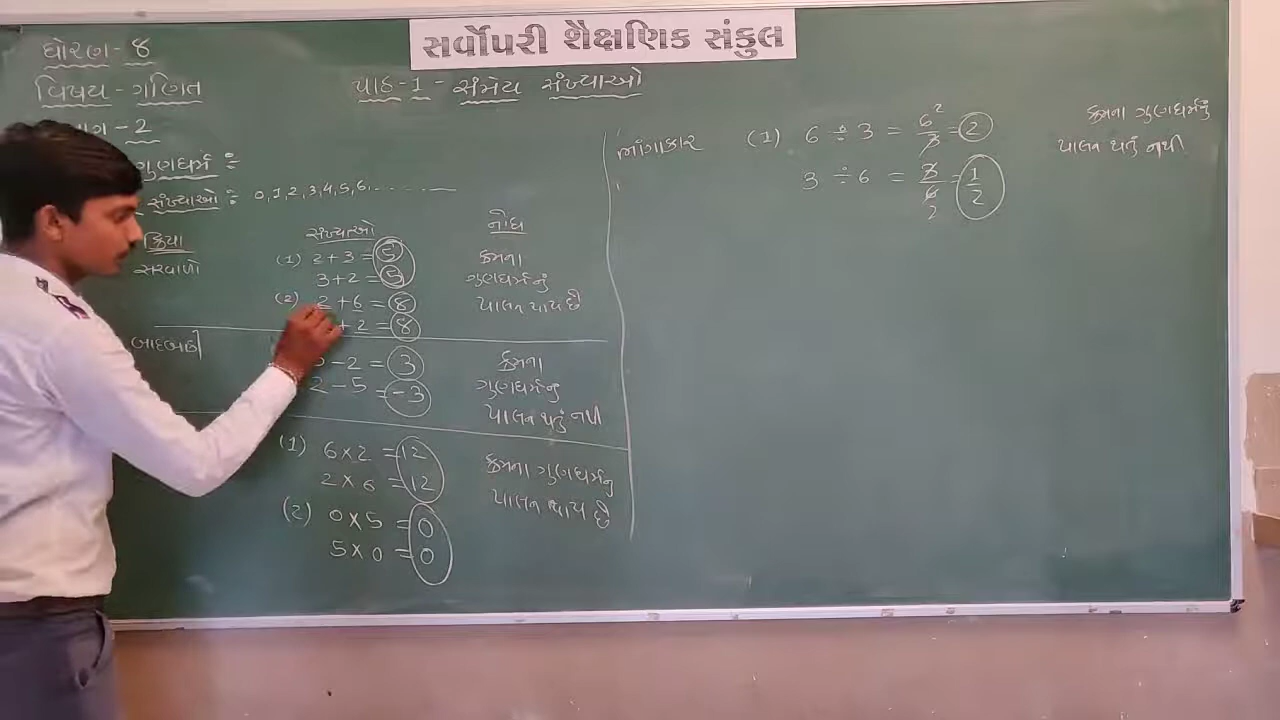 સર્વોપરી શૈક્ષણિક સંકુલ
ધોરણ - 8
વિષય - ગણિત
પાઠ-1 - સંમેય સંખ્યાઓ
- 2
ગુણધર્મ ÷
સંખ્યાઓ ÷ 0,1,2,3,4,5,6,........
ક્રિયા સંખ્યાઓ નોંધ
સરવાળો (1) 2 + 3 = 5 ક્રમના
3 + 2 = 5 ગુણધર્મનું
(2) 2 + 6 = 8 પાલન થાય છે
+ 2 = 8
બાદબાકી - 2 = 3 ક્રમના
2 - 5 = -3 ગુણધર્મનું
પાલન થતું નથી
(1) 6 × 2 = 12 ક્રમના ગુણધર્મનું
2 × 6 = 12 પાલન થાય છે
(2) 0 × 5 = 0
5 × 0 = 0
ભાગાકાર (1) 6 ÷ 3 = 6/3 = 2 ક્રમના ગુણધર્મનું
3 ÷ 6 = 3/6 = 1/2 પાલન થતું નથી